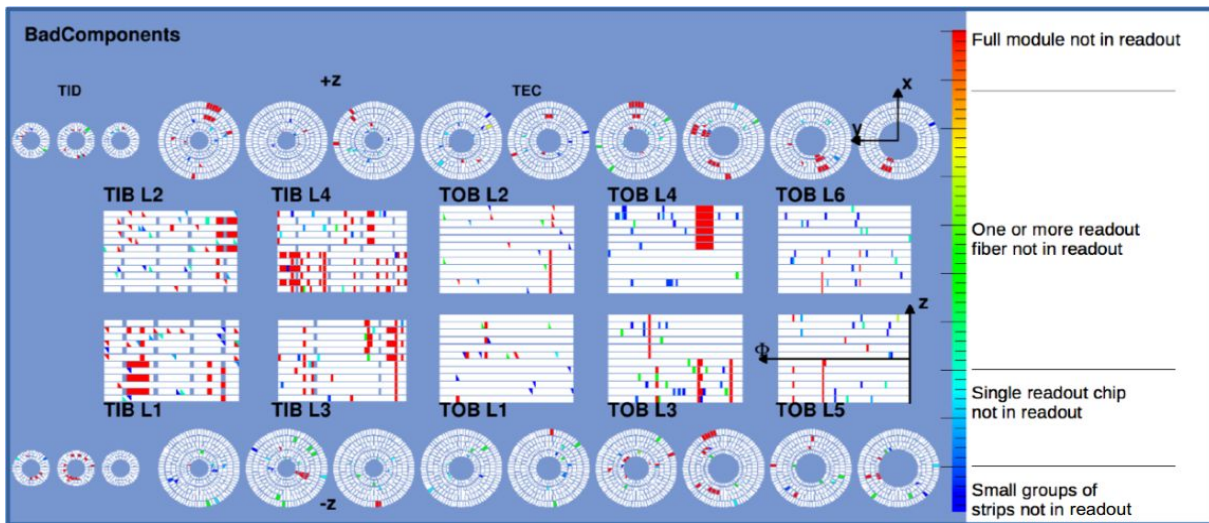 BadComponents
+z
TID
TEC
x
y
TIB L2
TIB L4
TOB L2
TOB L4
TOB L6
z
Φ
TIB L1
TIB L3
TOB L1
TOB L3
TOB L5
-z
Full module not in readout
One or more readout
fiber not in readout
Single readout chip
not in readout
Small groups of
strips not in readout